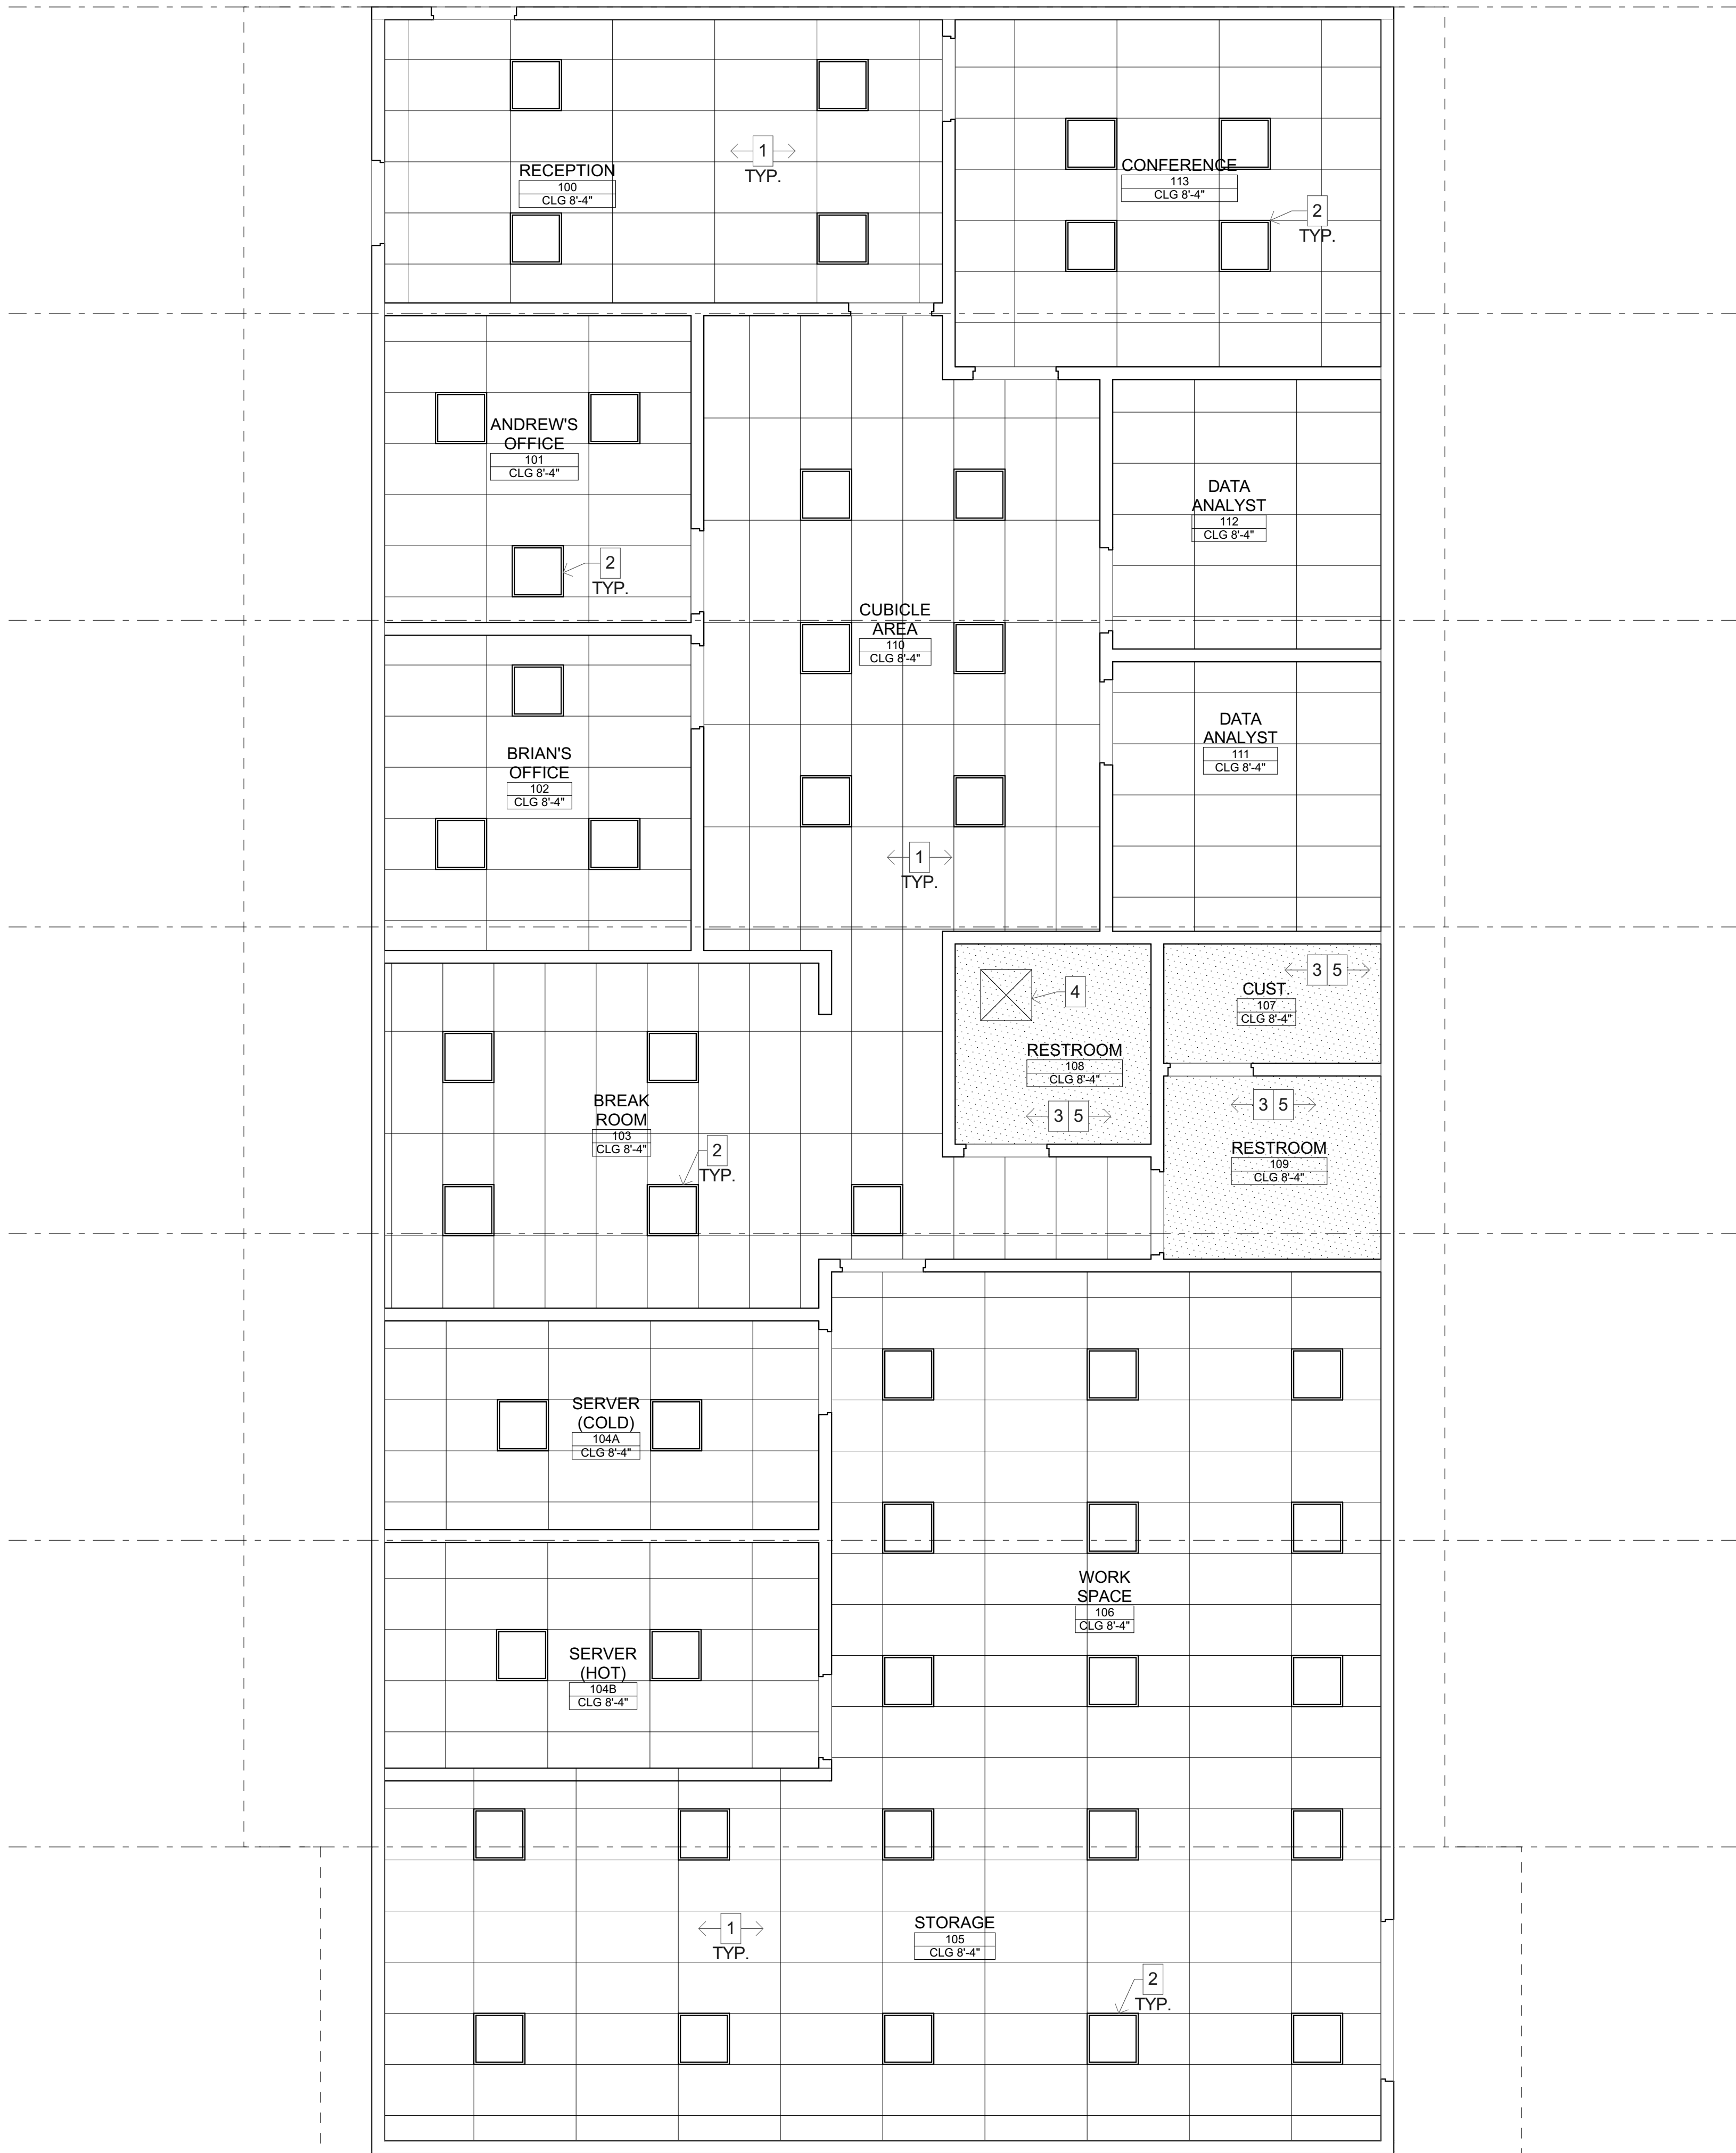 1
TYP.
RECEPTION
100
CLG 8'-4"
CONFERENCE
113
CLG 8'-4"
2
TYP.
ANDREW'S
OFFICE
101
CLG 8'-4"
2
TYP.
DATA
ANALYST
112
CLG 8'-4"
CUBICLE
AREA
110
CLG 8'-4"
BRIAN'S
OFFICE
102
CLG 8'-4"
DATA
ANALYST
111
CLG 8'-4"
1
TYP.
3 5
CUST.
107
CLG 8'-4"
4
RESTROOM
108
CLG 8'-4"
3 5
3 5
RESTROOM
109
CLG 8'-4"
BREAK
ROOM
103
CLG 8'-4"
2
TYP.
SERVER
(COLD)
104A
CLG 8'-4"
WORK
SPACE
106
CLG 8'-4"
SERVER
(HOT)
104B
CLG 8'-4"
1
TYP.
STORAGE
105
CLG 8'-4"
2
TYP.